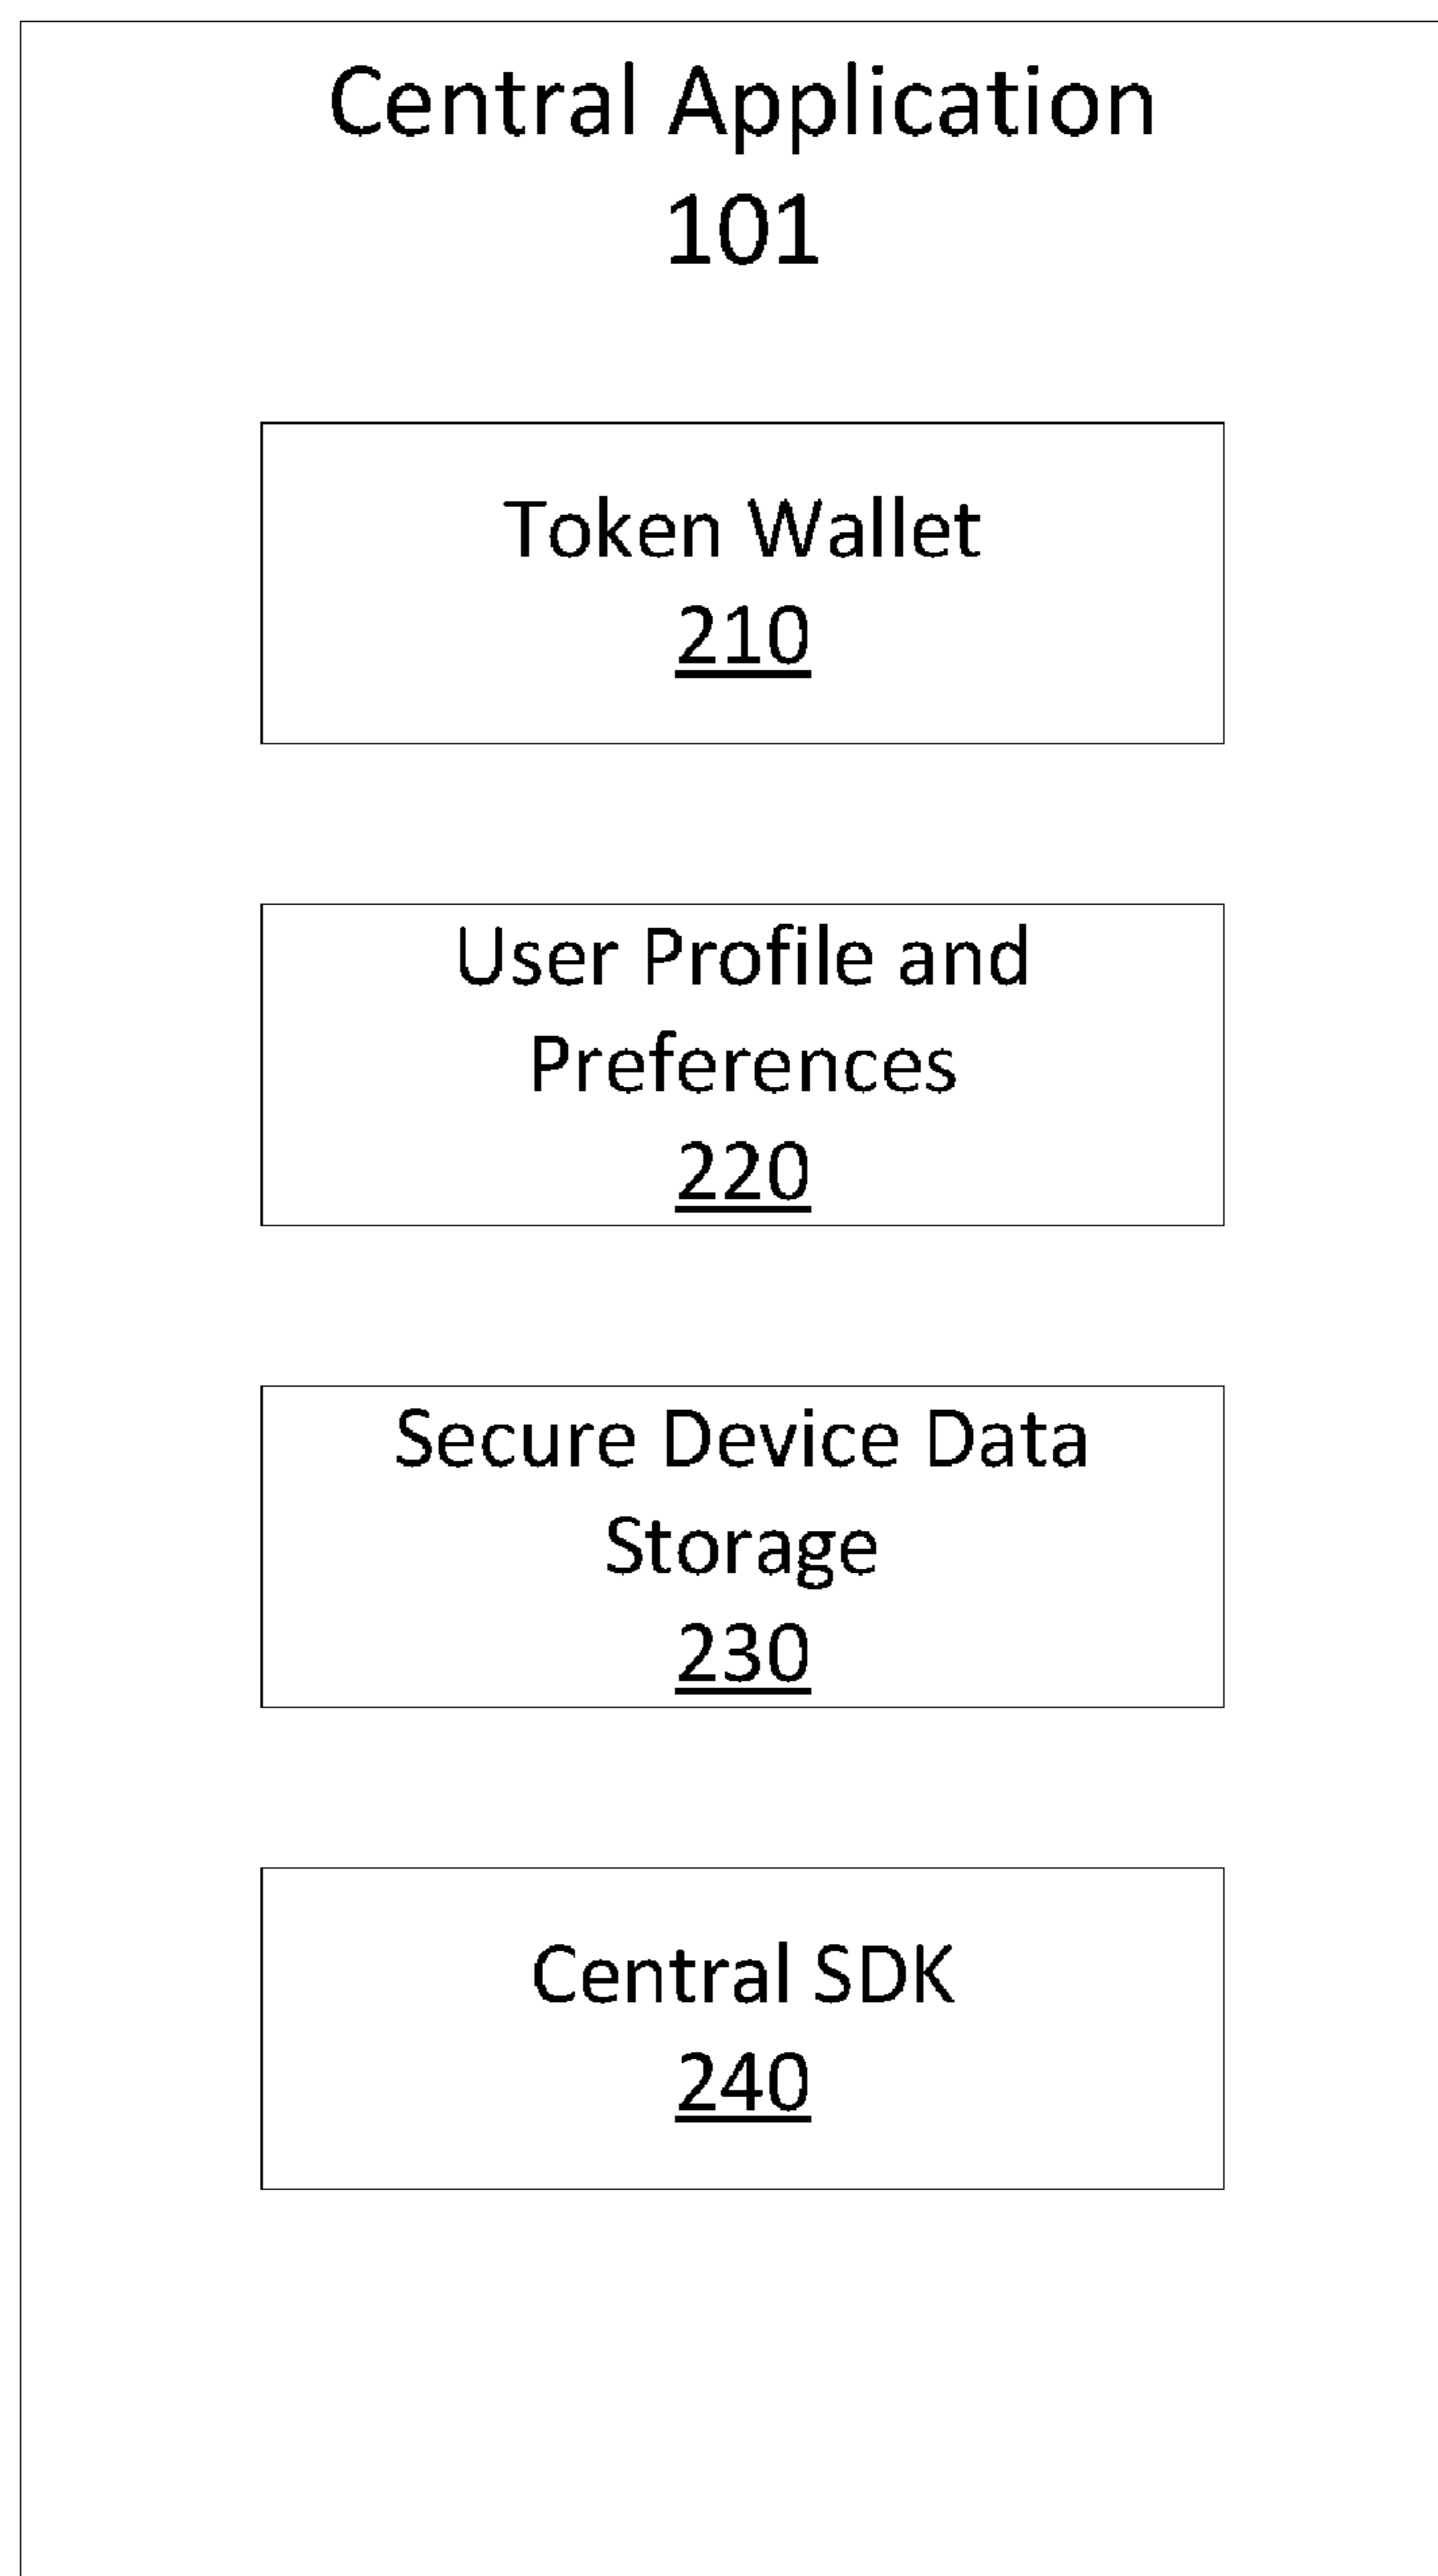 Central Application
101
Token Wallet
210
User Profile and
Preferences
220
Secure Device Data
Storage
230
Central SDK
240